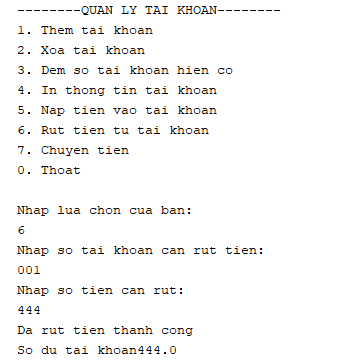 --------QUAN LY TAI KHOAN--------
1. Them tai khoan
2. Xoa tai khoan
3. Dem so tai khoan hien co
4. In thong tin tai khoan
5. Nap tien vao tai khoan
6. Rut tien tu tai khoan
7. Chuyen tien
0. Thoat
Nhap lua chon cua ban:
6
Nhap so tai khoan can rut tien:
001
Nhap so tien can rut:
444
Da rut tien thanh cong
So du tai khoan444.0